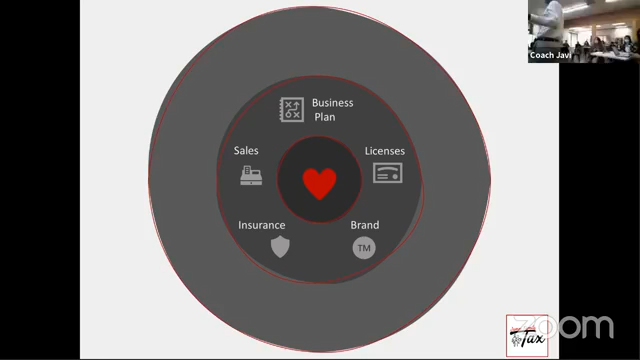 Coach Javi
Business
Plan
Sales
Licenses
Insurance
Brand
TM
zoom
Tax